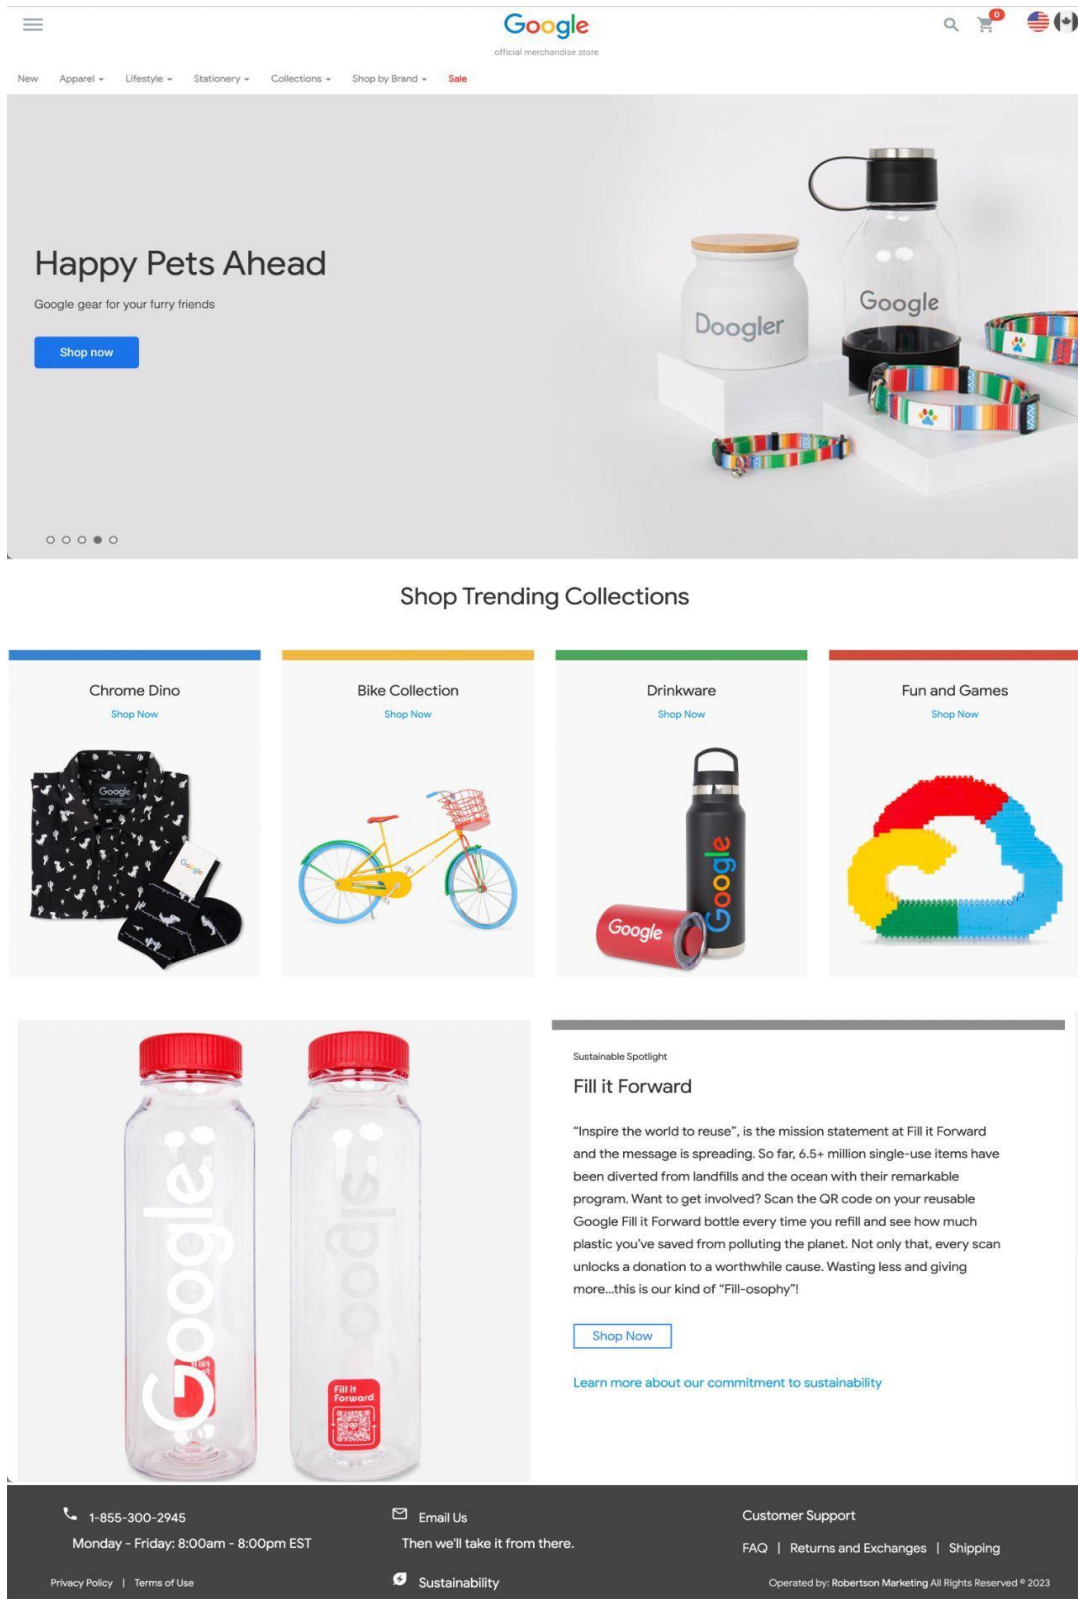 Google
official merchandise store
0
New Apparel Lifestyle Stationery Collections Shop by Brand Sale
Happy Pets Ahead
Google gear for your furry friends
Shop now
Doogler
Google
Shop Trending Collections
Chrome Dino
Shop Now
Google
Google
Bike Collection
Shop Now
Drinkware
Shop Now
Google
Google
Fun and Games
Shop Now
Google
Google
Fill it
Forward
Sustainable Spotlight
Fill it Forward
“Inspire the world to reuse”, is the mission statement at Fill it Forward
and the message is spreading. So far, 6.5+ million single-use items have
been diverted from landfills and the ocean with their remarkable
program. Want to get involved? Scan the QR code on your reusable
Google Fill it Forward bottle every time you refill and see how much
plastic you’ve saved from polluting the planet. Not only that, every scan
unlocks a donation to a worthwhile cause. Wasting less and giving
more...this is our kind of “Fill-osophy”!
Shop Now
Learn more about our commitment to sustainability
1-855-300-2945
Monday - Friday: 8:00am - 8:00pm EST
Privacy Policy | Terms of Use
Email Us
Then we'll take it from there.
Sustainability
Customer Support
FAQ | Returns and Exchanges | Shipping
Operated by: Robertson Marketing All Rights Reserved © 2023